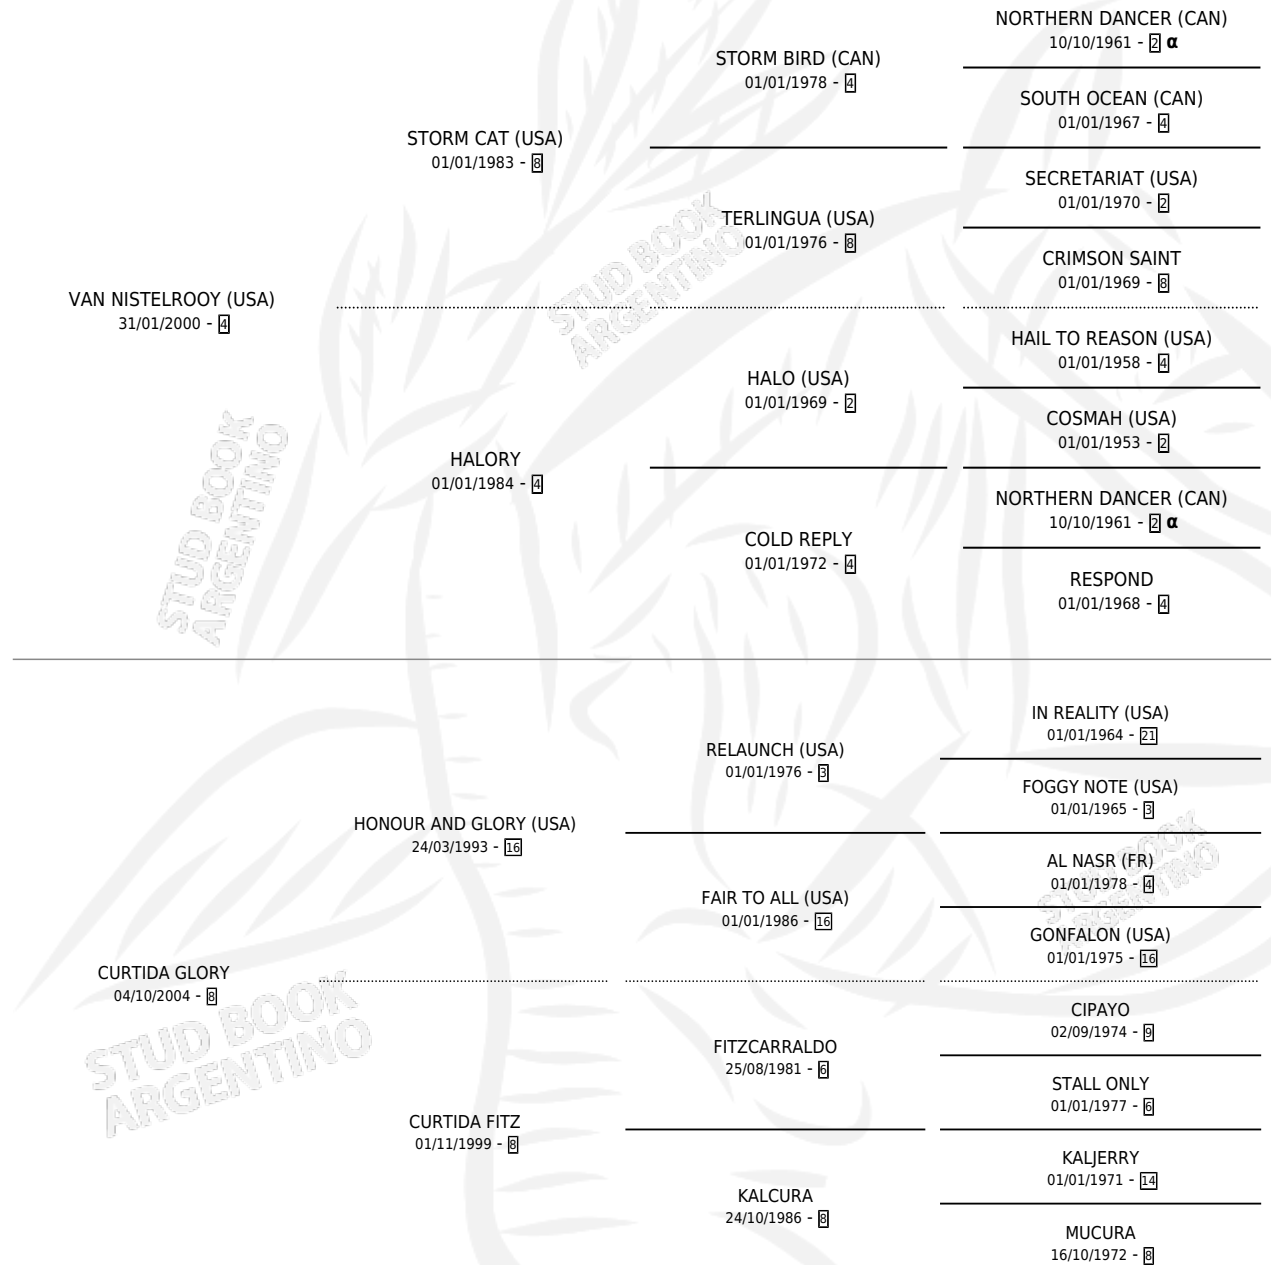 NORTHERN DANCER (CAN)
10/10/1961 - 2 α
STORM BIRD (CAN)
01/01/1978 - 4
SOUTH OCEAN (CAN)
01/01/1967 - 4
STORM CAT (USA)
01/01/1983 - 8
SECRETARIAT (USA)
01/01/1970 - 2
TERLINGUA (USA)
01/01/1976 - 8
CRIMSON SAINT
01/01/1969 - 8
VAN NISTELROOY (USA)
31/01/2000 - 4
HAIL TO REASON (USA)
01/01/1958 - 4
HALO (USA)
01/01/1969 - 2
COSMAH (USA)
01/01/1953 - 2
HALORY
01/01/1984 - 4
NORTHERN DANCER (CAN)
10/10/1961 - 2 α
COLD REPLY
01/01/1972 - 4
RESPOND
01/01/1968 - 4
IN REALITY (USA)
01/01/1964 - 21
RELAUNCH (USA)
01/01/1976 - 3
FOGGY NOTE (USA)
01/01/1965 - 3
HONOUR AND GLORY (USA)
24/03/1993 - 16
AL NASR (FR)
01/01/1978 - 4
FAIR TO ALL (USA)
01/01/1986 - 16
GONFALON (USA)
01/01/1975 - 16
CURTIDA GLORY
04/10/2004 - 8
CIPAYO
02/09/1974 - 9
FITZCARRALDO
25/08/1981 - 6
STALL ONLY
01/01/1977 - 6
CURTIDA FITZ
01/11/1999 - 8
KALJERRY
01/01/1971 - 14
KALCURA
24/10/1986 - 8
MUCURA
16/10/1972 - 8
STUD BOOK
ARGENTINO
STUD BOOK
ARGENTINO
STUD BOOK
ARGENTINO
STUD BOOK
ARGENTINO